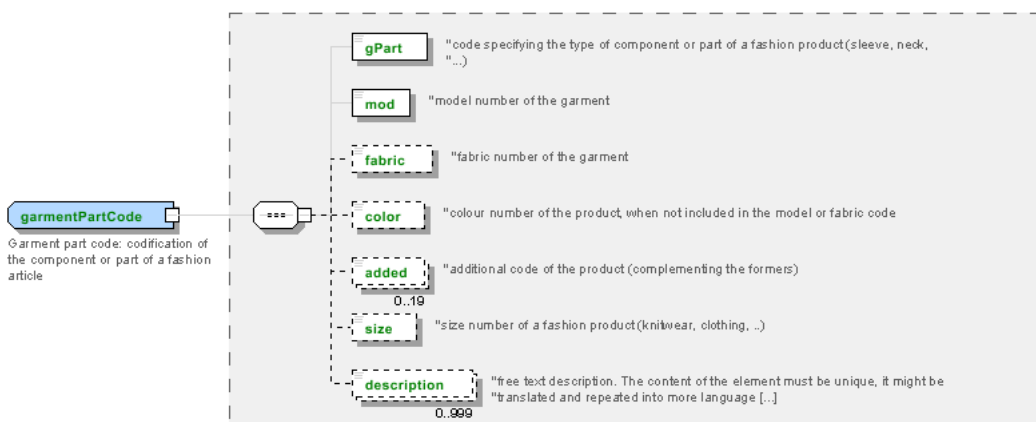 gPart
"code specifying the type of component or part of a fashion product (sleeve, neck,
"...)
mod
"model number of the garment
fabric
"fabric number of the garment
garmentPartCode
Garment part code: codification of
the component or part of a fashion
article
color
"colour number of the product, when not included in the model or fabric code
added
"additional code of the product (complementing the formers)
0..19
size
"size number of a fashion product (knitwear, clothing, ..)
description
"free text description. The content of the element must be unique, it might be
"translated and repeated into more language [...]
0..999